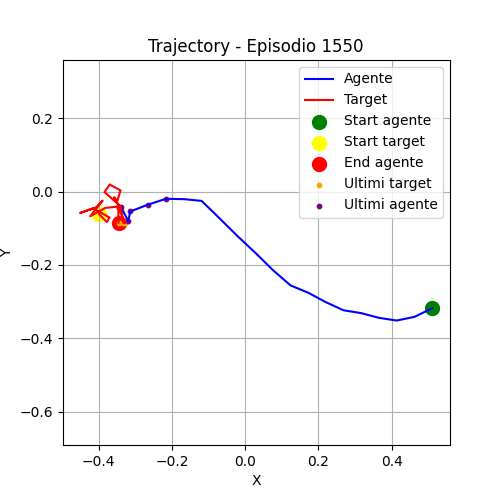 Trajectory - Episodio 1550
Agente
Target
Start agente
Start target
End agente
Ultimi target
Ultimi agente
Y
0.2
0.0
−0.2
−0.4
−0.6
−0.4
−0.2
0.0
0.2
0.4
X